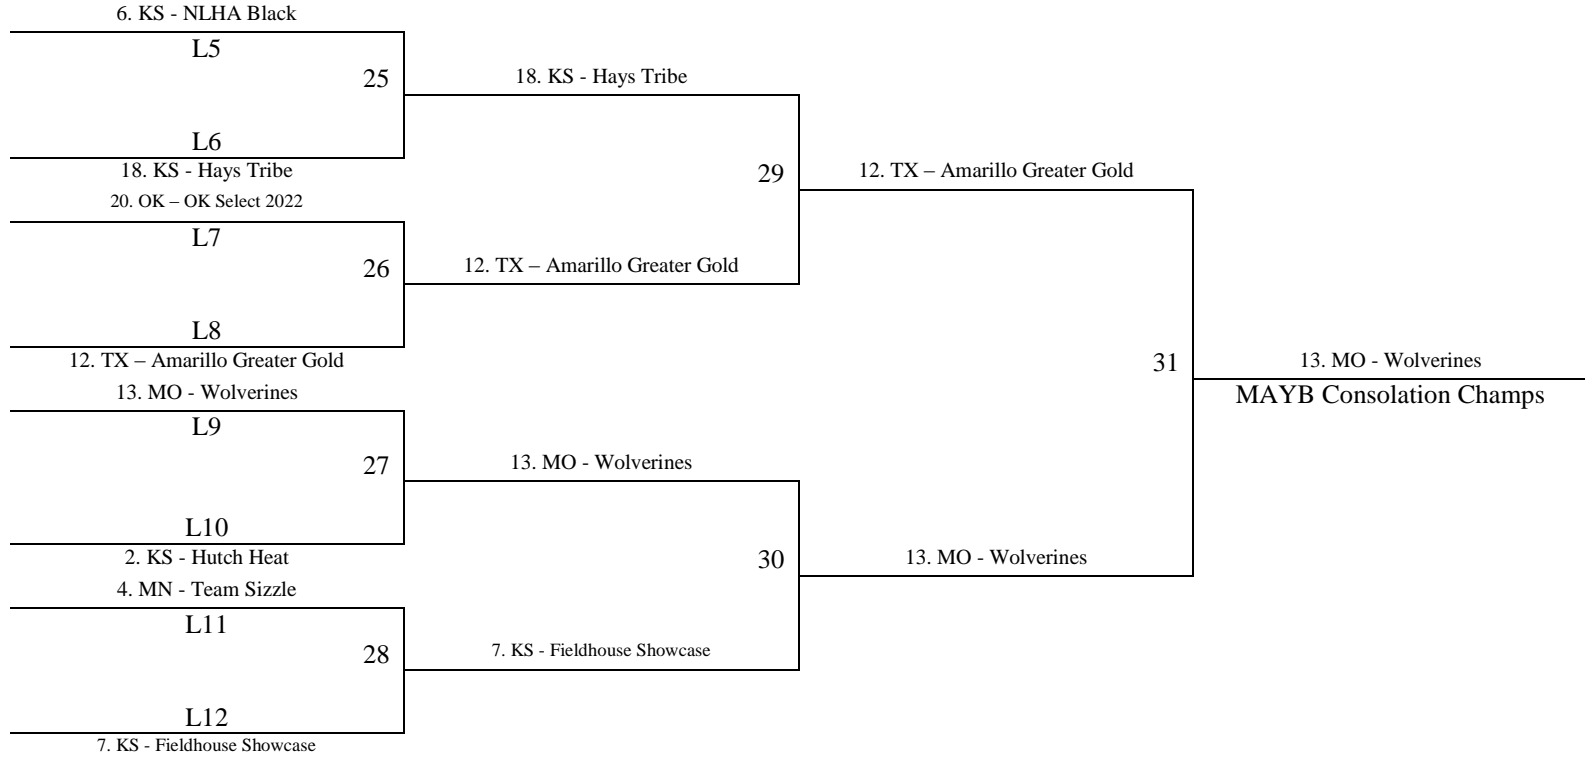 6. KS - NLHA Black
L5
25
18. KS - Hays Tribe
L6
18. KS - Hays Tribe
29
12. TX – Amarillo Greater Gold
20. OK – OK Select 2022
L7
26
12. TX – Amarillo Greater Gold
L8
12. TX – Amarillo Greater Gold
31
13. MO - Wolverines
MAYB Consolation Champs
13. MO - Wolverines
L9
27
13. MO - Wolverines
L10
2. KS - Hutch Heat
30
13. MO - Wolverines
4. MN - Team Sizzle
L11
28
7. KS - Fieldhouse Showcase
L12
7. KS - Fieldhouse Showcase